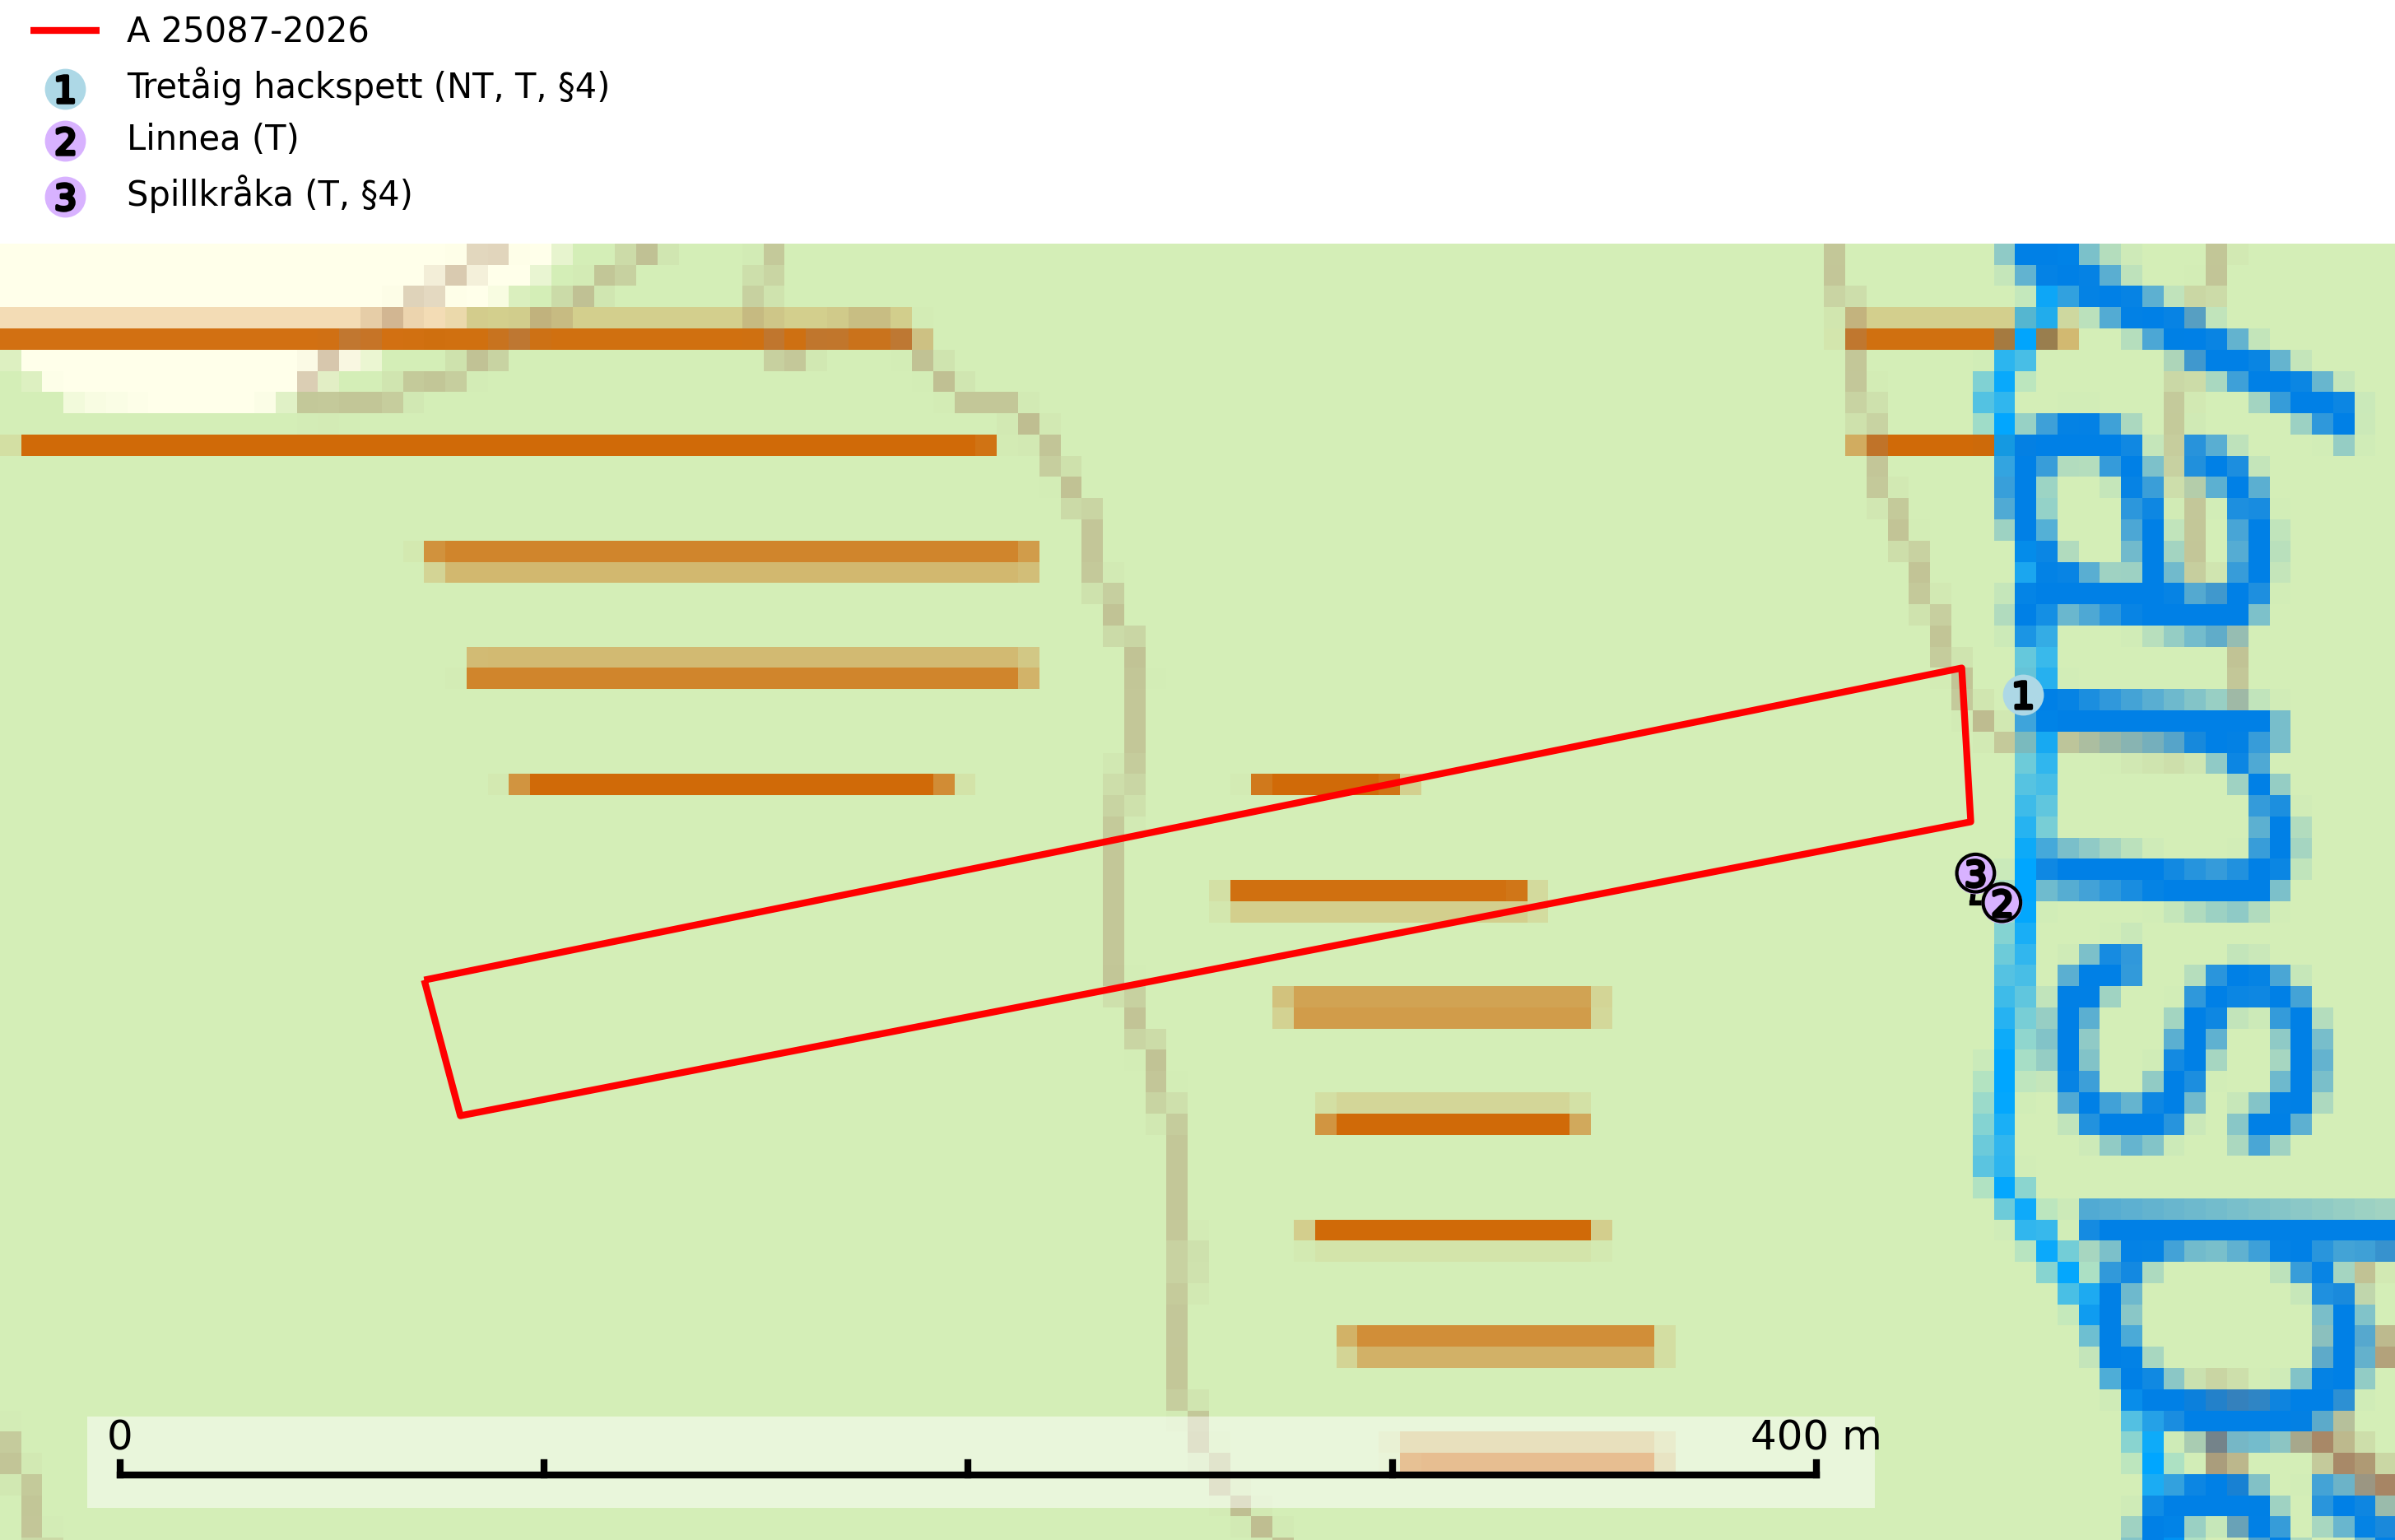 A 25087-2026
1 Tretåig hackspett (NT, T, §4)
2 Linnea (T)
3 Spillkråka (T, §4)
1
3
2
0 400 m